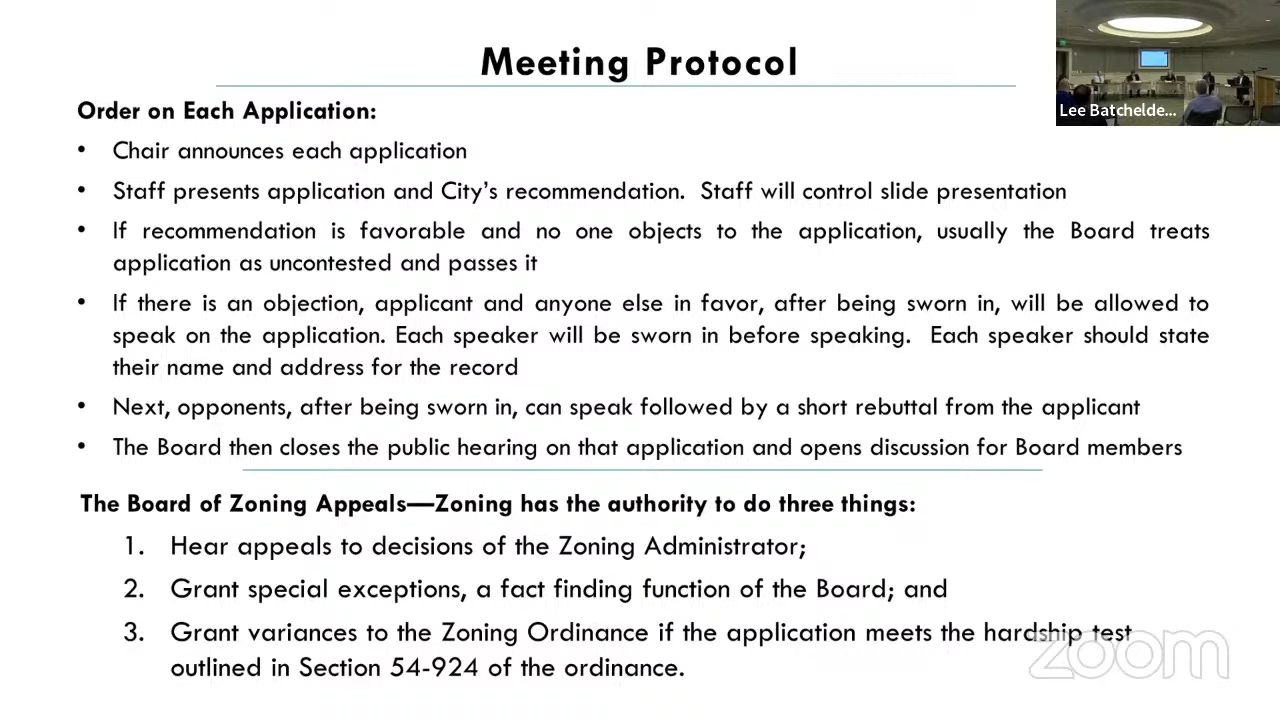 Meeting Protocol
Lee Batchelde...
Order on Each Application:
• Chair announces each application
• Staff presents application and City's recommendation.  Staff will control slide presentation
• If recommendation is favorable and no one objects to the application, usually the Board treats
application as uncontested and passes it
• If there is an objection, applicant and anyone else in favor, after being sworn in, will be allowed to
speak on the application. Each speaker will be sworn in before speaking.  Each speaker should state
their name and address for the record
• Next, opponents, after being sworn in, can speak followed by a short rebuttal from the applicant
• The Board then closes the public hearing on that application and opens discussion for Board members
The Board of Zoning Appeals—Zoning has the authority to do three things:
1. Hear appeals to decisions of the Zoning Administrator;
2. Grant special exceptions, a fact finding function of the Board; and
3. Grant variances to the Zoning Ordinance if the application meets the hardship test
outlined in Section 54-924 of the ordinance.
zoom